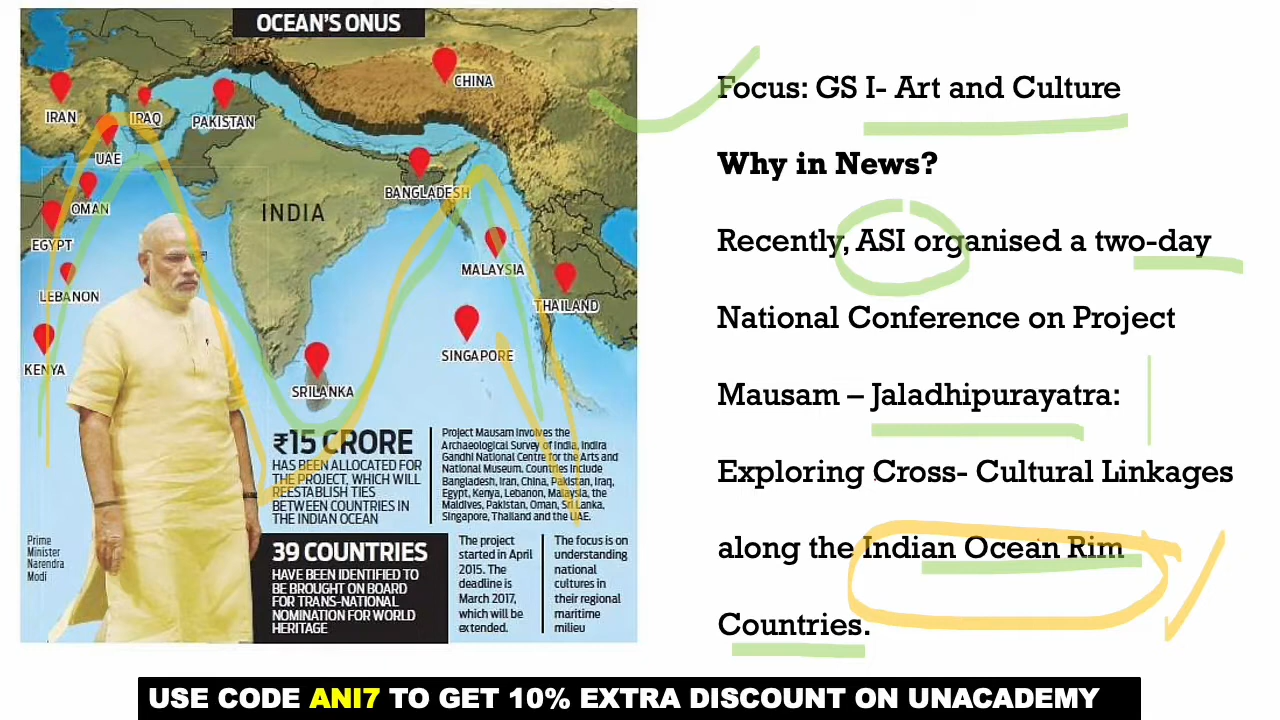 OCEAN'S ONUS
CHINA
IRAN
IRAQ
PAKISTAN
UAE
BANGLADESH
OMAN
INDIA
EGYPT
MALAYSIA
LEBANON
THAILAND
SINGAPORE
KENYA
SRILANKA
₹15 CRORE
HAS BEEN ALLOCATED FOR
THE PROJECT, WHICH WILL
REESTABLISH TIES
BETWEEN COUNTRIES IN
THE INDIAN OCEAN
Project Mausam Involves the
Archaeological Survey of India, Indira
Gandhi National Centre for the Arts and
National Museum. Countries Include
Bangladesh, Iran, China, Pakistan, Iraq,
Egypt, Kenya, Lebanon, Malaysia, the
Maldives, Pakistan, Oman, Sri Lanka,
Singapore, Thailand and the UAE.
Prime
Minister
Narendra
Modi
39 COUNTRIES
HAVE BEEN IDENTIFIED TO
BE BROUGHT ON BOARD
FOR TRANS-NATIONAL
NOMINATION FOR WORLD
HERITAGE
The project
started in April
2015. The
deadline is
March 2017,
which will be
extended.
The focus is on
understanding
national
cultures in
their regional
maritime
milieu
Focus: GS I- Art and Culture
Why in News?
Recently, ASI organised a two-day
National Conference on Project
Mausam – Jaladhipurayatra:
Exploring Cross- Cultural Linkages
along the Indian Ocean Rim
Countries.
USE CODE ANI7 TO GET 10% EXTRA DISCOUNT ON UNACADEMY